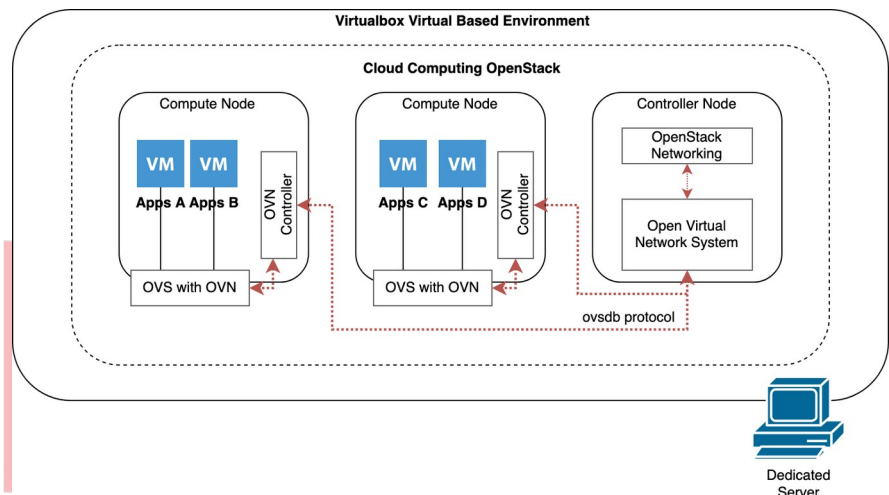 Virtualbox Virtual Based Environment
Cloud Computing OpenStack
Compute Node
VM
VM
Apps A
Apps B
OVN
Controller
OVS with OVN
Compute Node
VM
VM
Apps C
Apps D
OVN
Controller
OVS with OVN
Controller Node
OpenStack
Networking
Open Virtual
Network System
ovsdb protocol
Dedicated
Server